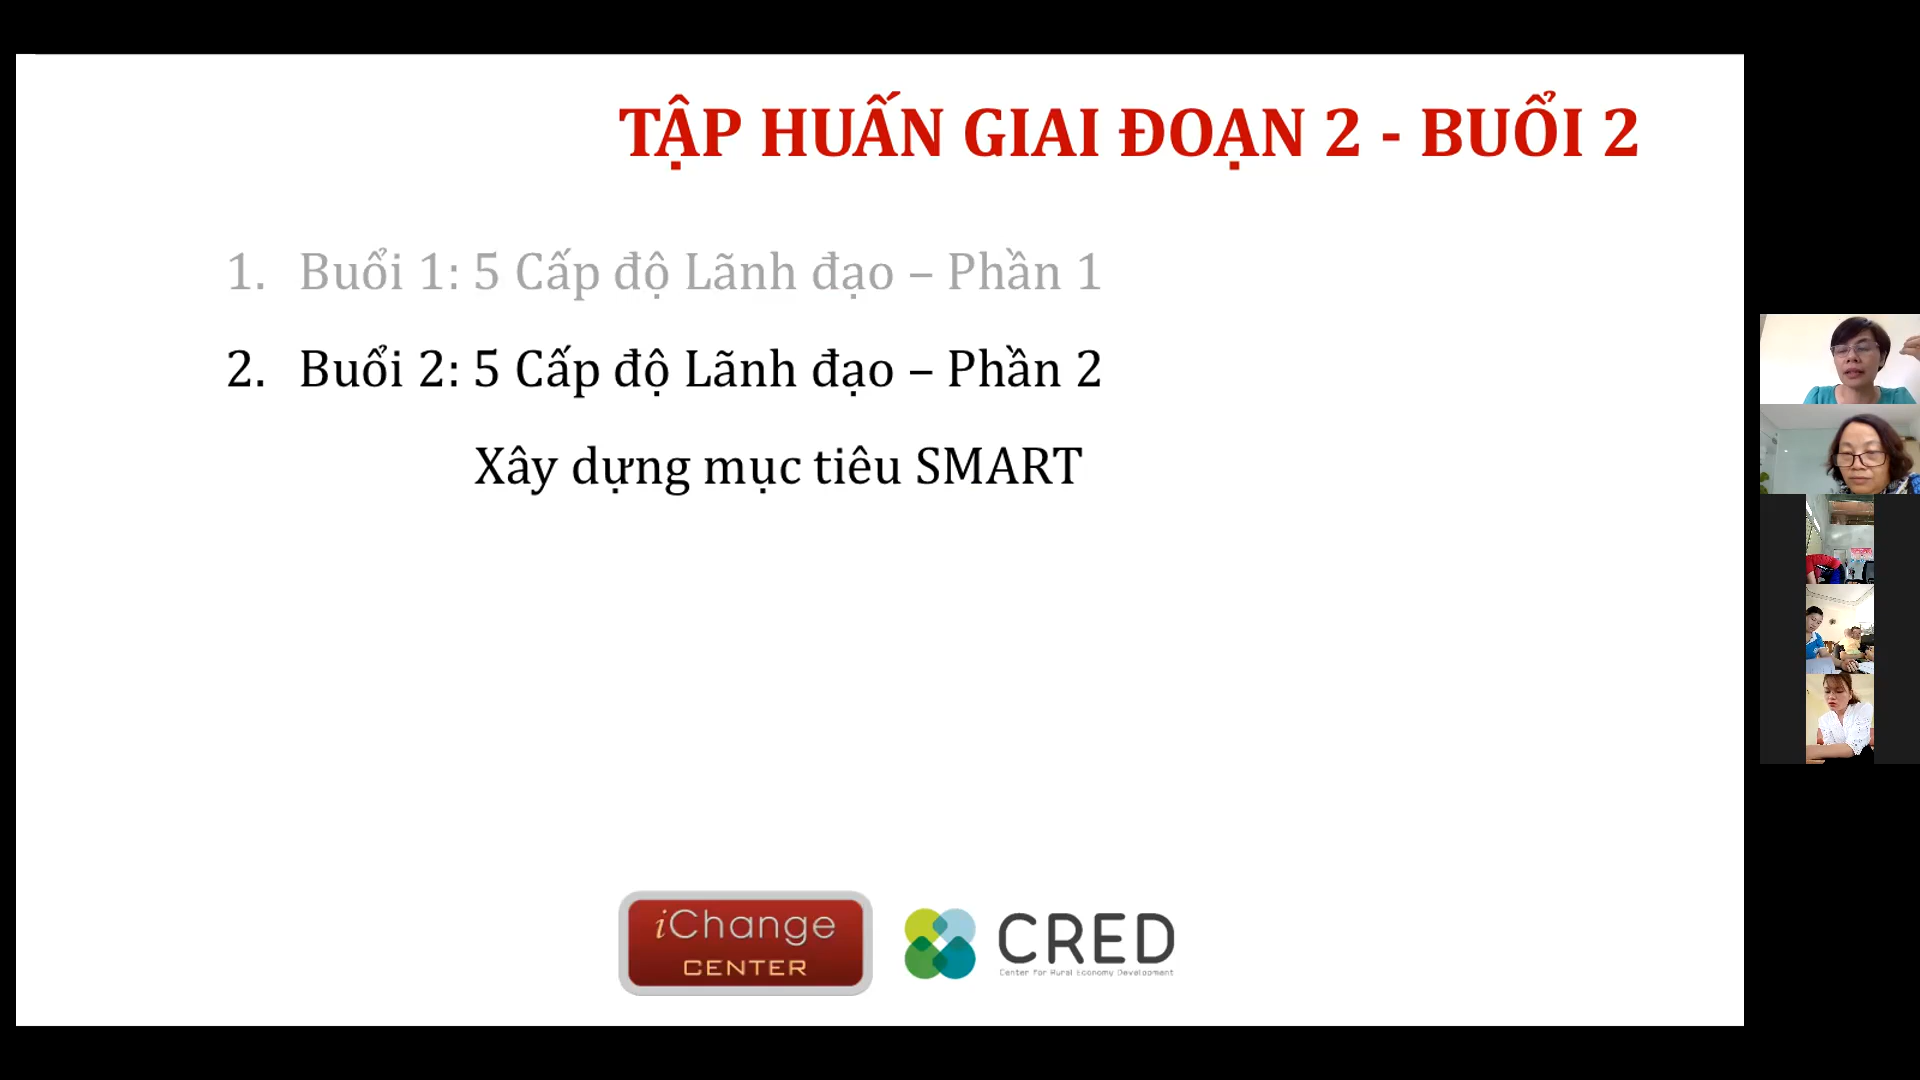 TẬP HUẤN GIAI ĐOẠN 2 - BUỔI 2
1. Buổi 1: 5 Cấp độ Lãnh đạo – Phần 1
2. Buổi 2: 5 Cấp độ Lãnh đạo – Phần 2
Xây dựng mục tiêu SMART
iChange
CENTER
CRED
Center For Rural Economy Development